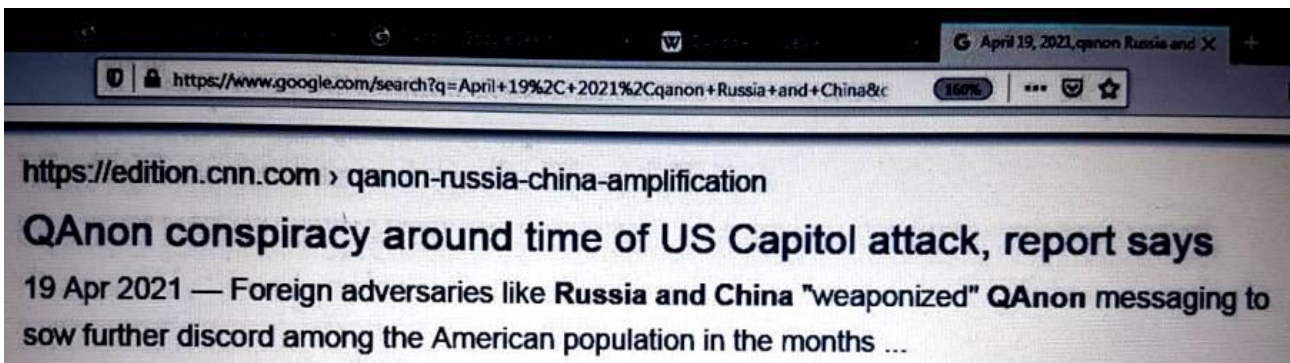 W
G April 19, 2021,qanon Russia and X +
https://www.google.com/search?q=April+19%2C+2021%2Cqanon+Russia+and+China&c 160% ...
https://edition.cnn.com › qanon-russia-china-amplification
QAnon conspiracy around time of US Capitol attack, report says
19 Apr 2021 — Foreign adversaries like Russia and China "weaponized" QAnon messaging to
sow further discord among the American population in the months ...